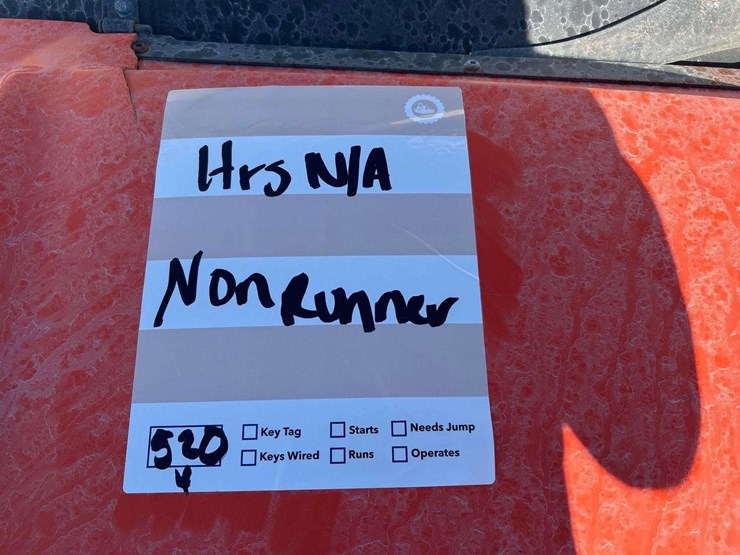 Hrs N/A
Non Runner
520 Key Tag Starts Needs Jump
Keys Wired Runs Operates